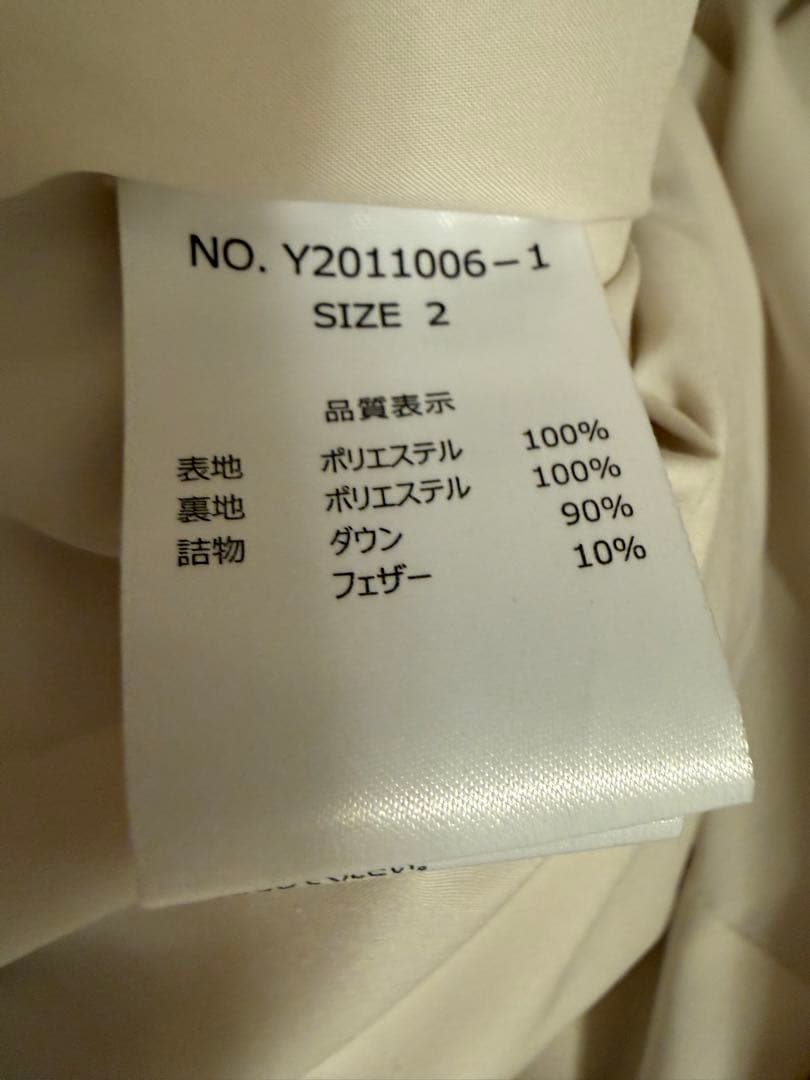 NO. Y2011006-1
SIZE 2
品質表示
表地 ポリエステル 100%
裏地 ポリエステル 100%
詰物 ダウン 90%
フェザー 10%